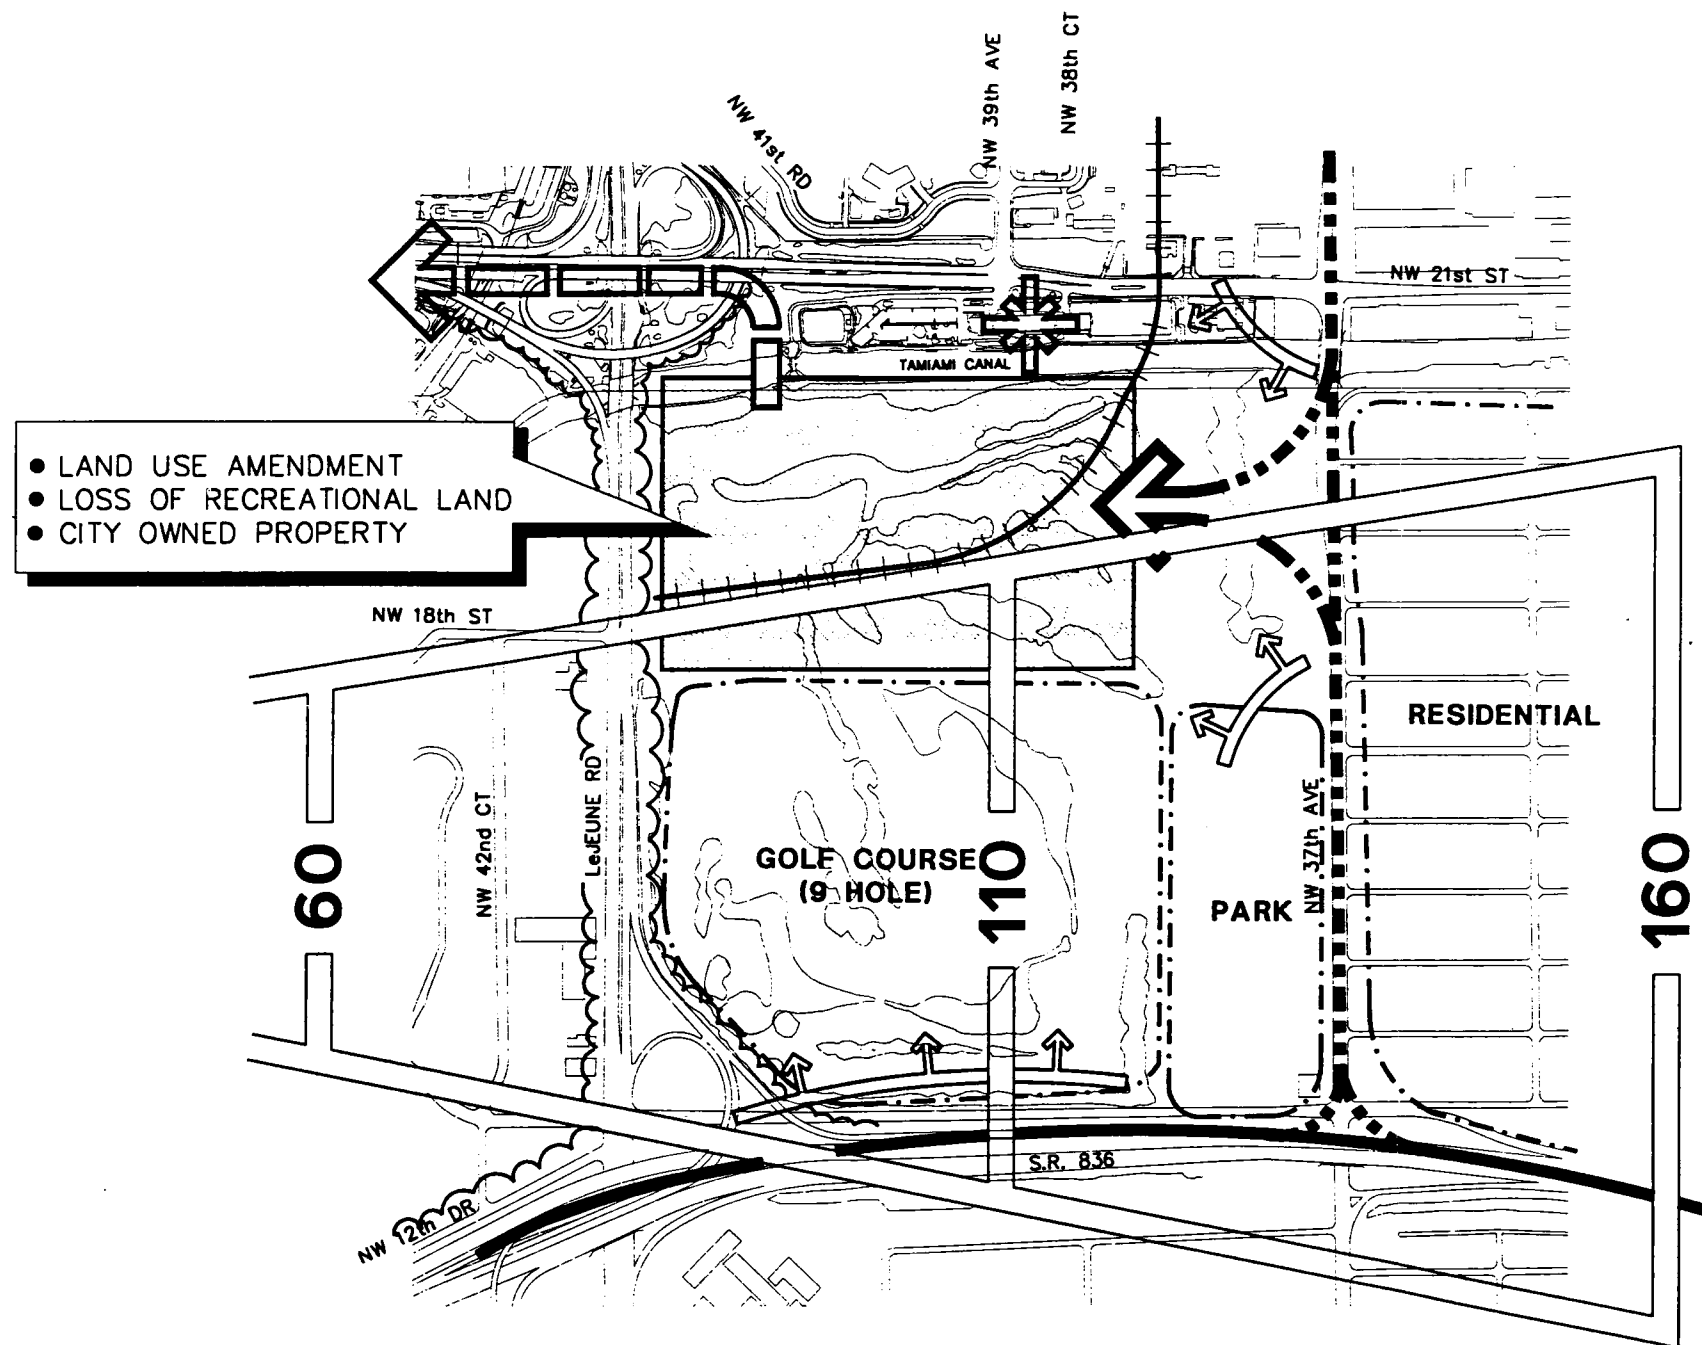 NW 39th AVE
NW 38th CT
NW 41st RD
NW 21st ST
TAMIAMI CANAL
● LAND USE AMENDMENT
● LOSS OF RECREATIONAL LAND
● CITY OWNED PROPERTY
NW 18th ST
RESIDENTIAL
LeJEUNE RD
NW 42nd CT
NW 37th AVE
60
GOLF COURSE
(9 HOLE)
110
PARK
160
S.R. 836
NW 12th DR